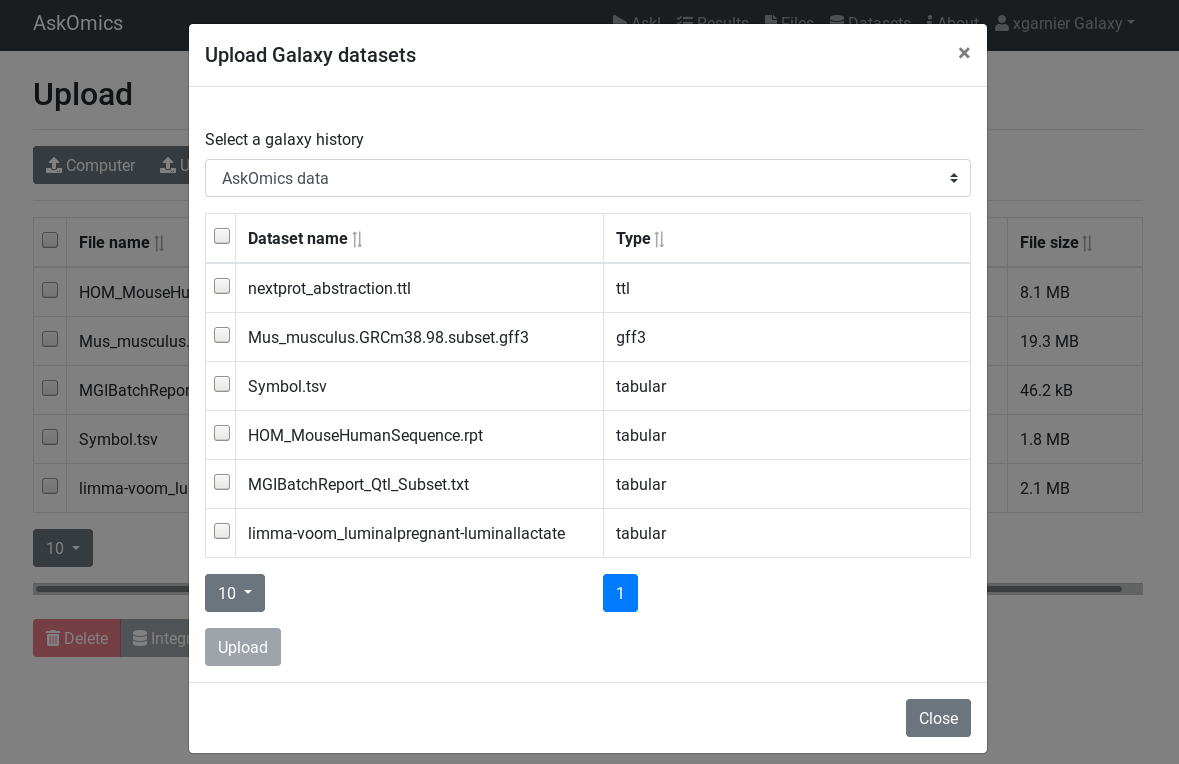 AskOmics
Ask! Results Files Datasets About xgarnier Galaxy
Upload Galaxy datasets
×
Upload
Select a galaxy history
Computer
AskOmics data
File name
Dataset name
Type
File size
nextprot_abstraction.ttl
ttl
HOM_MouseHu
8.1 MB
Mus_musculus.GRCm38.98.subset.gff3
gff3
Mus_musculus.
19.3 MB
Symbol.tsv
tabular
MGIBatchRepor
46.2 kB
HOM_MouseHumanSequence.rpt
tabular
Symbol.tsv
1.8 MB
MGIBatchReport_Qtl_Subset.txt
tabular
limma-voom_lu
2.1 MB
limma-voom_luminalpregnant-luminallactate
tabular
10
10
1
Delete
Integr
Upload
Close